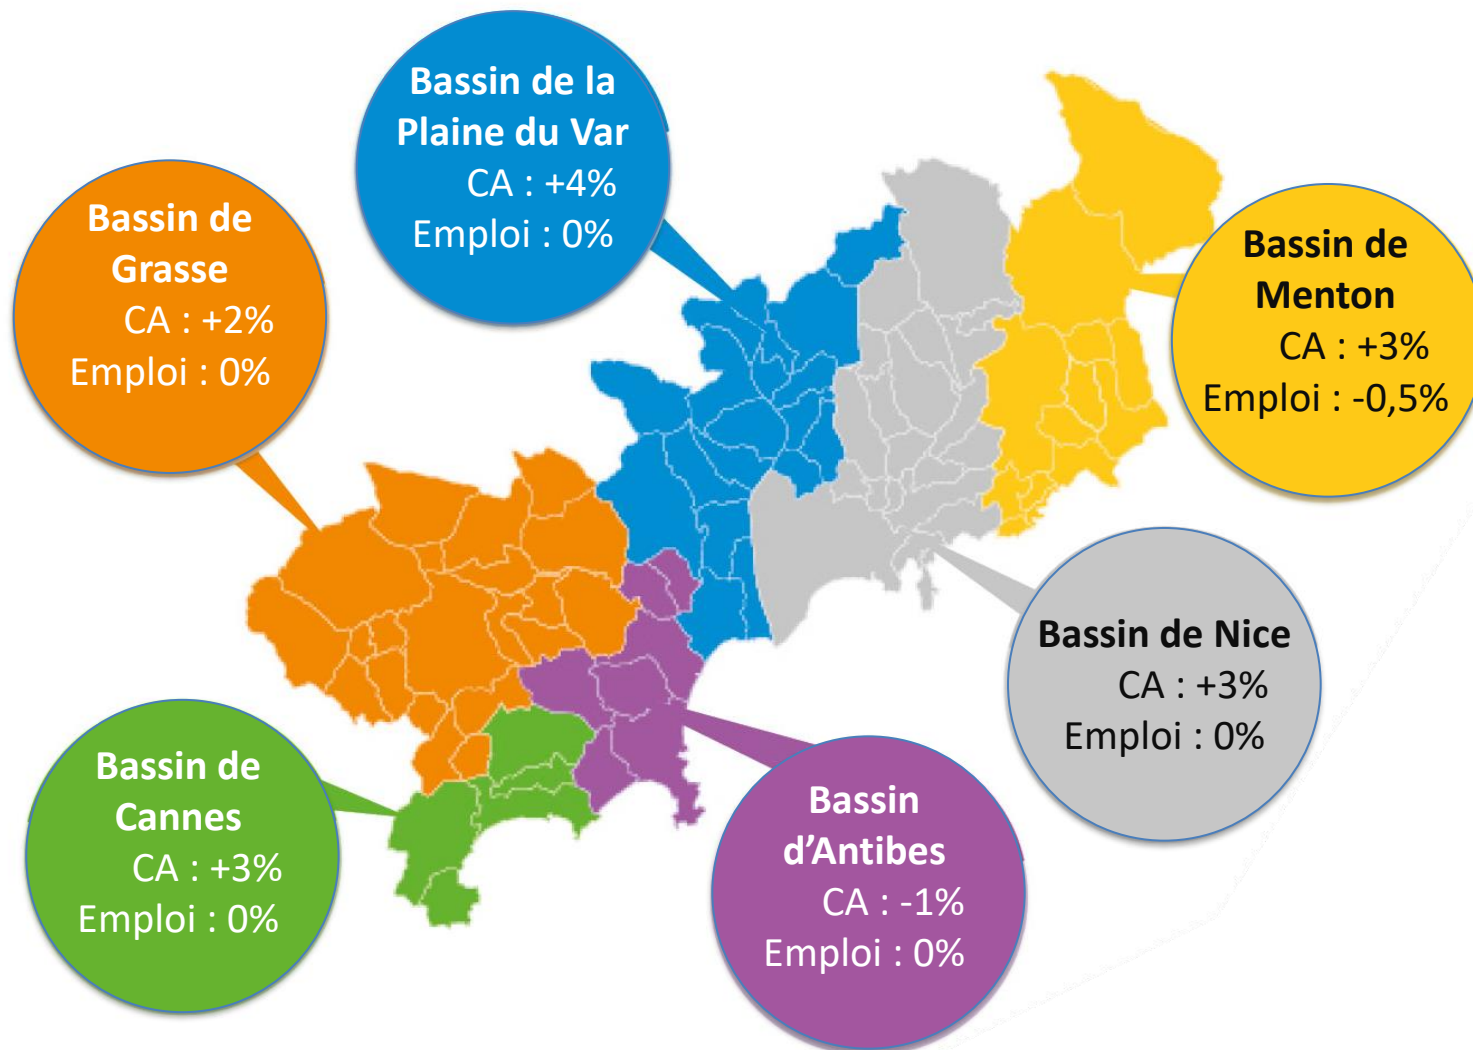 Bassin de la
Plaine du Var
CA : +4%
Emploi : 0%
Bassin de
Grasse
CA : +2%
Emploi : 0%
Bassin de
Menton
CA : +3%
Emploi : -0,5%
Bassin de Nice
CA : +3%
Emploi : 0%
Bassin de
Cannes
CA : +3%
Emploi : 0%
Bassin
d’Antibes
CA : -1%
Emploi : 0%